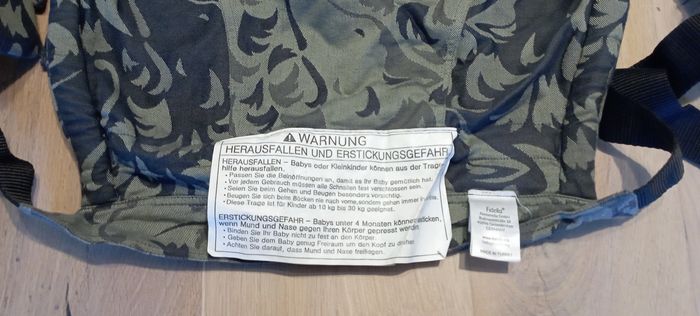 WARNUNG
HERAUSFALLEN UND ERSTICKUNGSGEFAHR
HERAUSFALLEN – Babys oder Kleinkinder können aus der Trage
hilfe herausfallen.
• Passen Sie die Beinöffnungen an, damit es Ihr Baby gemütlich hat.
• Vor jedem Gebrauch müssen alle Schnallen fest verschlossen sein.
• Seien Sie beim Gehen und Beugen besonders vorsichtig.
• Beugen Sie sich beim Bücken nie nach vorne, sondern gehen immer in
• Diese Trage ist für Kinder ab 10 kg bis 30 kg geeignet.
ERSTICKUNGSGEFAHR – Babys unter 4 Monaten können ersticken,
wenn Mund und Nase gegen Ihren Körper gepresst werden.
• Binden Sie Ihr Baby nicht zu fest an den Körper.
• Geben Sie dem Baby genug Freiraum um den Kopf zu drehen
• Achten Sie darauf, dass Mund und Nase freiliegen.
Fidella®
GERMANY
MADE IN TURKEY